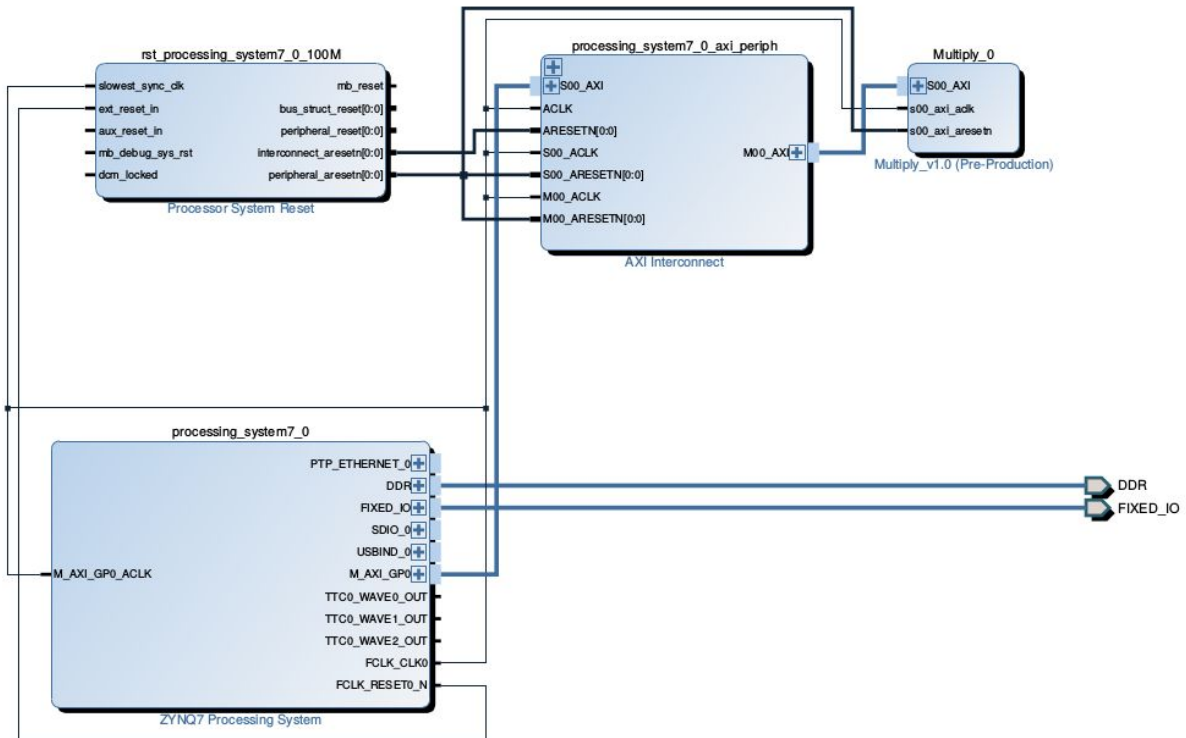 rst_processing_system7_0_100M
slowest_sync_clk
mb_reset
ext_reset_in
bus_struct_reset[0:0]
aux_reset_in
peripheral_reset[0:0]
mb_debug_sys_rst
interconnect_aresetn[0:0]
dcm_locked
peripheral_aresetn[0:0]
Processor System Reset
processing_system7_0_axi_periph
S00_AXI
ACLK
ARESETN[0:0]
S00_ACLK
M00_AXI
S00_ARESETN[0:0]
M00_ACLK
M00_ARESETN[0:0]
AXI Interconnect
Multiply_0
S00_AXI
s00_axi_aclk
s00_axi_aresetn
Multiply_v1.0 (Pre-Production)
processing_system7_0
PTP_ETHERNET_0
DDR
FIXED_IO
SDIO_0
USBIND_0
M_AXI_GP0_ACLK
M_AXI_GP0
TTC0_WAVE0_OUT
TTC0_WAVE1_OUT
TTC0_WAVE2_OUT
FCLK_CLK0
FCLK_RESET0_N
ZYNQ7 Processing System
DDR
FIXED_IO